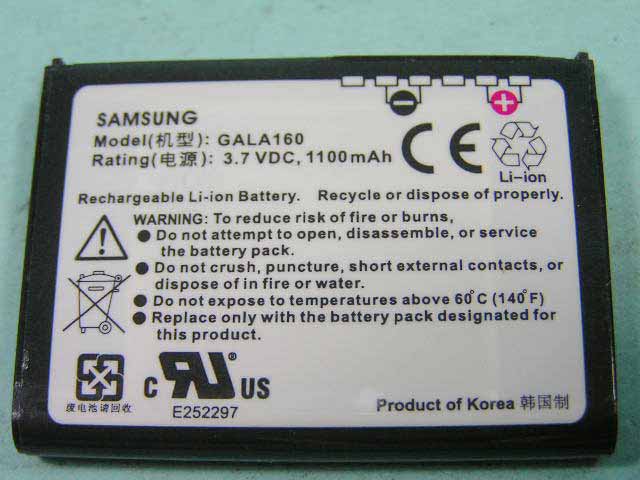 SAMSUNG
Model(机型): GALA160
Rating(电源): 3.7 VDC, 1100mAh
CE
Li-ion
Rechargeable Li-ion Battery. Recycle or dispose of properly.
WARNING: To reduce risk of fire or burns,
● Do not attempt to open, disassemble, or service
the battery pack.
● Do not crush, puncture, short external contacts, or
dispose of in fire or water.
● Do not expose to temperatures above 60°C (140°F)
● Replace only with the battery pack designated for
this product.
c RU ® US
废电池请回收
E252297
Product of Korea 韩国制